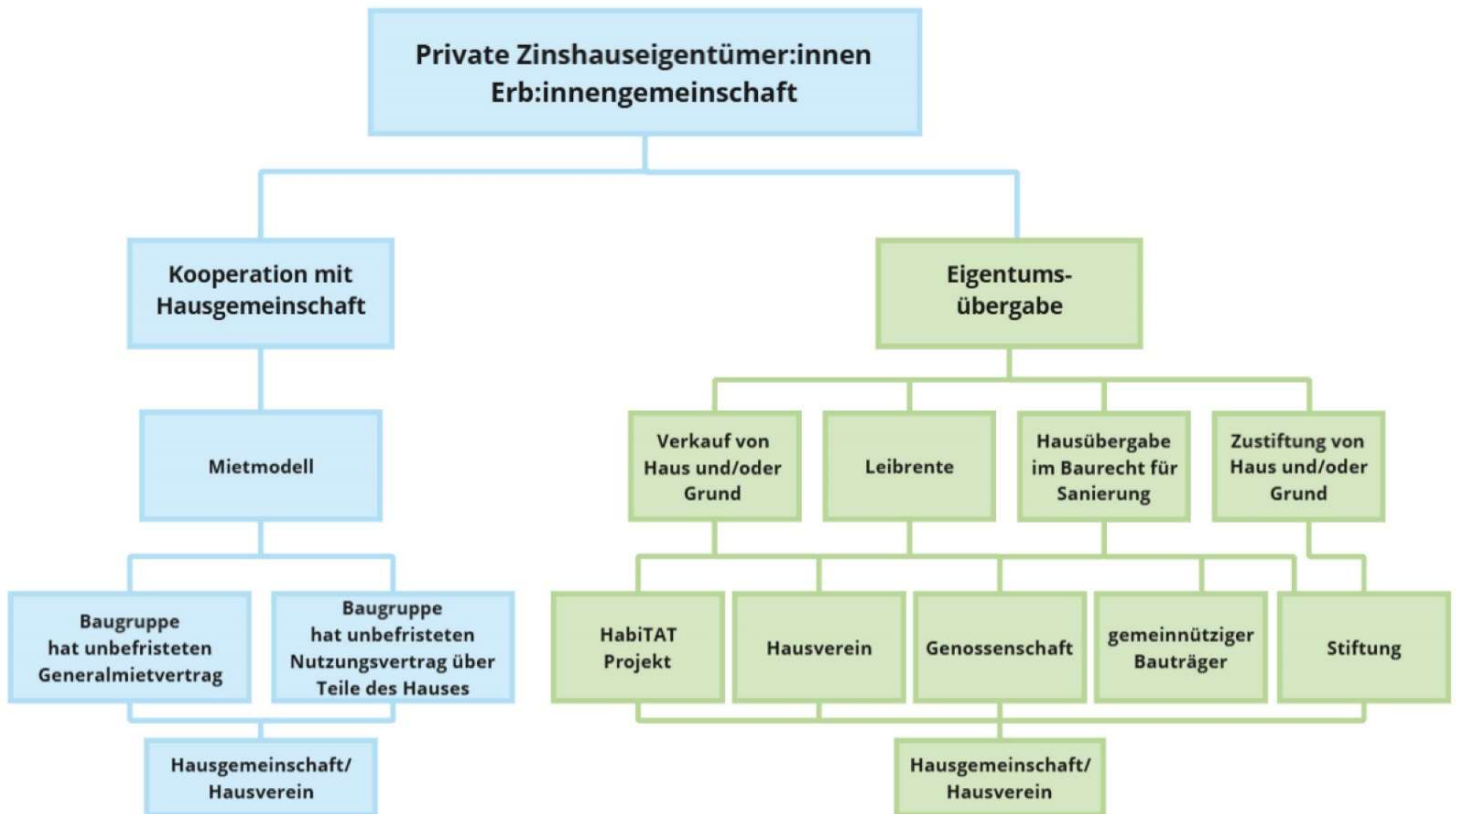 Private Zinshauseigentümer:innen
Erb:innengemeinschaft
Kooperation mit
Hausgemeinschaft
Eigentums-
übergabe
Mietmodell
Verkauf von
Haus und/oder
Grund
Leibrente
Hausübergabe
im Baurecht für
Sanierung
Zustiftung von
Haus und/oder
Grund
Baugruppe
hat unbefristeten
Generalmietvertrag
Baugruppe
hat unbefristeten
Nutzungsvertrag über
Teile des Hauses
HabiTAT
Projekt
Hausverein
Genossenschaft
gemeinnütziger
Bauträger
Stiftung
Hausgemeinschaft/
Hausverein
Hausgemeinschaft/
Hausverein